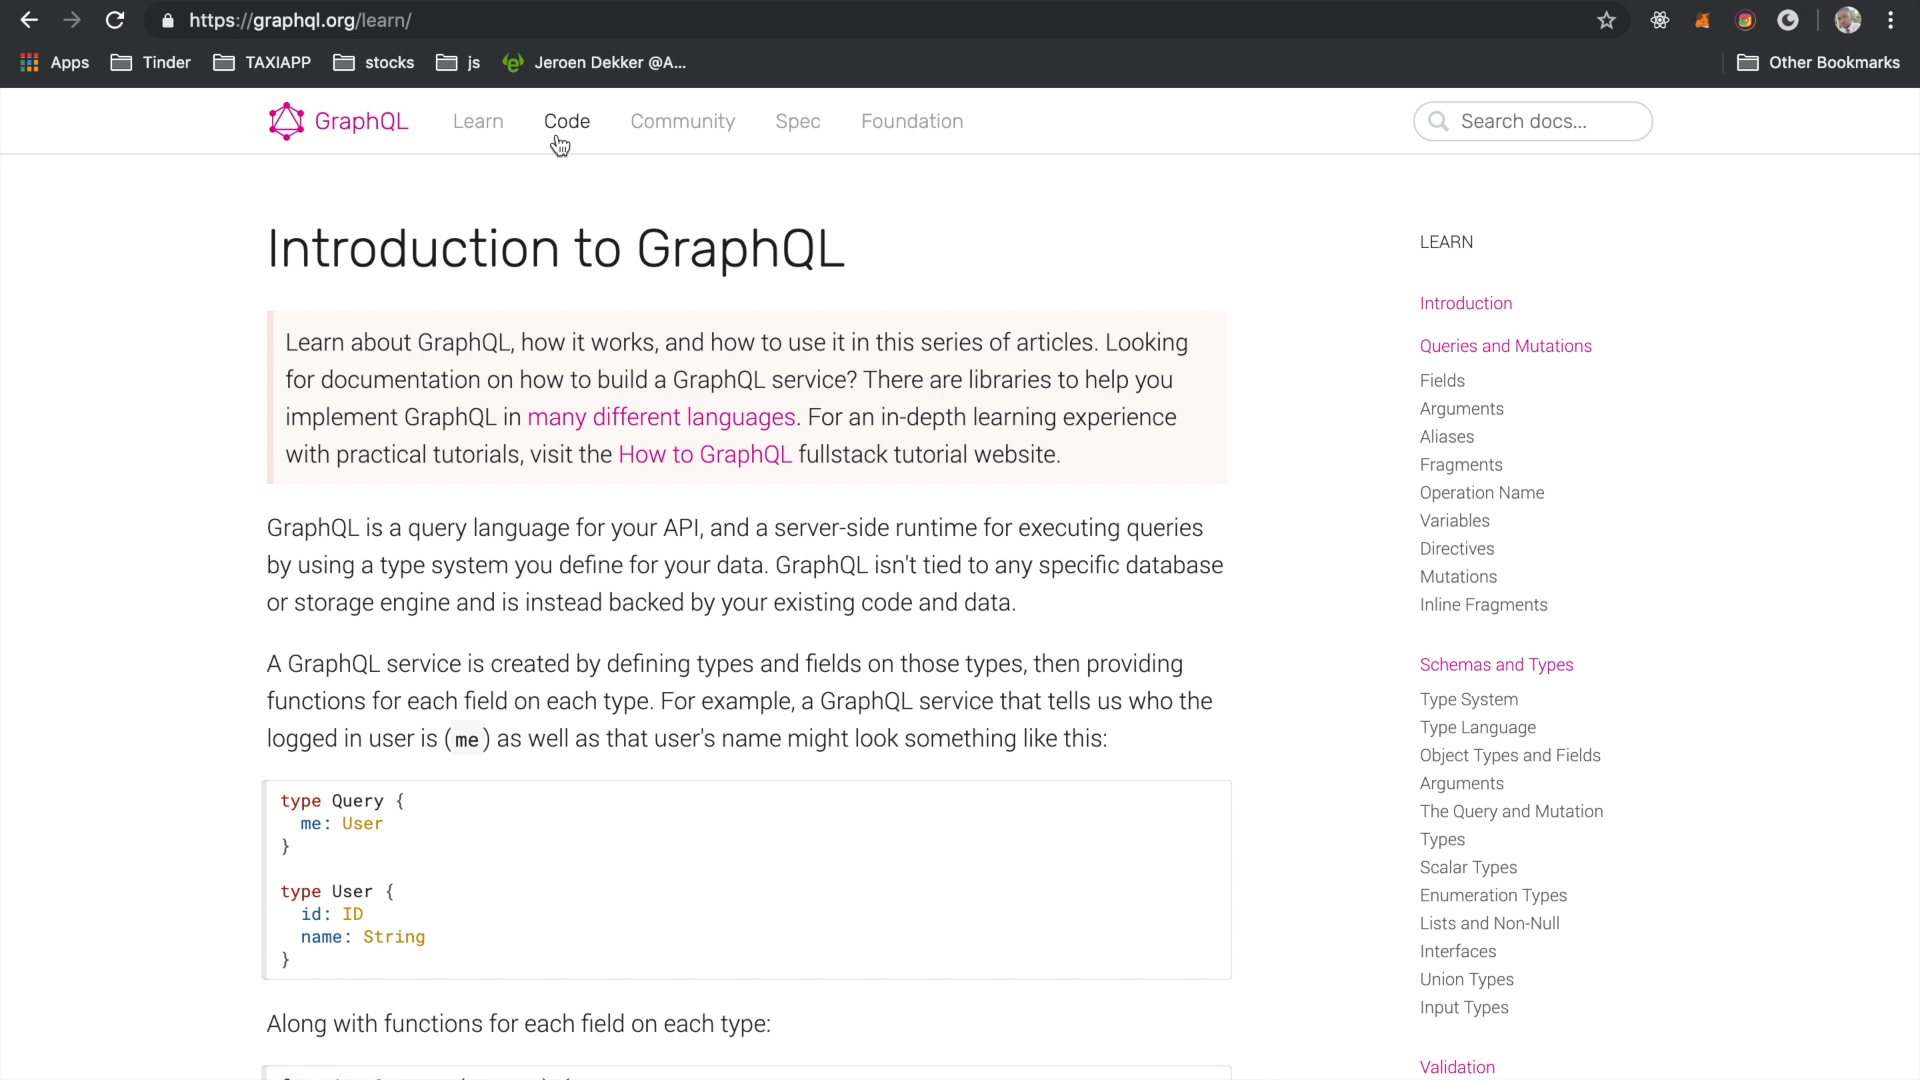 https://graphql.org/learn/
Apps Tinder TAXIAPP stocks js Jeroen Dekker @A... Other Bookmarks
GraphQL Learn Code Community Spec Foundation Search docs...
Introduction to GraphQL
Learn about GraphQL, how it works, and how to use it in this series of articles. Looking
for documentation on how to build a GraphQL service? There are libraries to help you
implement GraphQL in many different languages. For an in-depth learning experience
with practical tutorials, visit the How to GraphQL fullstack tutorial website.
GraphQL is a query language for your API, and a server-side runtime for executing queries
by using a type system you define for your data. GraphQL isn't tied to any specific database
or storage engine and is instead backed by your existing code and data.
A GraphQL service is created by defining types and fields on those types, then providing
functions for each field on each type. For example, a GraphQL service that tells us who the
logged in user is (me) as well as that user's name might look something like this:
type Query {
me: User
}
type User {
id: ID
name: String
}
Along with functions for each field on each type:
LEARN
Introduction
Queries and Mutations
Fields
Arguments
Aliases
Fragments
Operation Name
Variables
Directives
Mutations
Inline Fragments
Schemas and Types
Type System
Type Language
Object Types and Fields
Arguments
The Query and Mutation
Types
Scalar Types
Enumeration Types
Lists and Non-Null
Interfaces
Union Types
Input Types
Validation